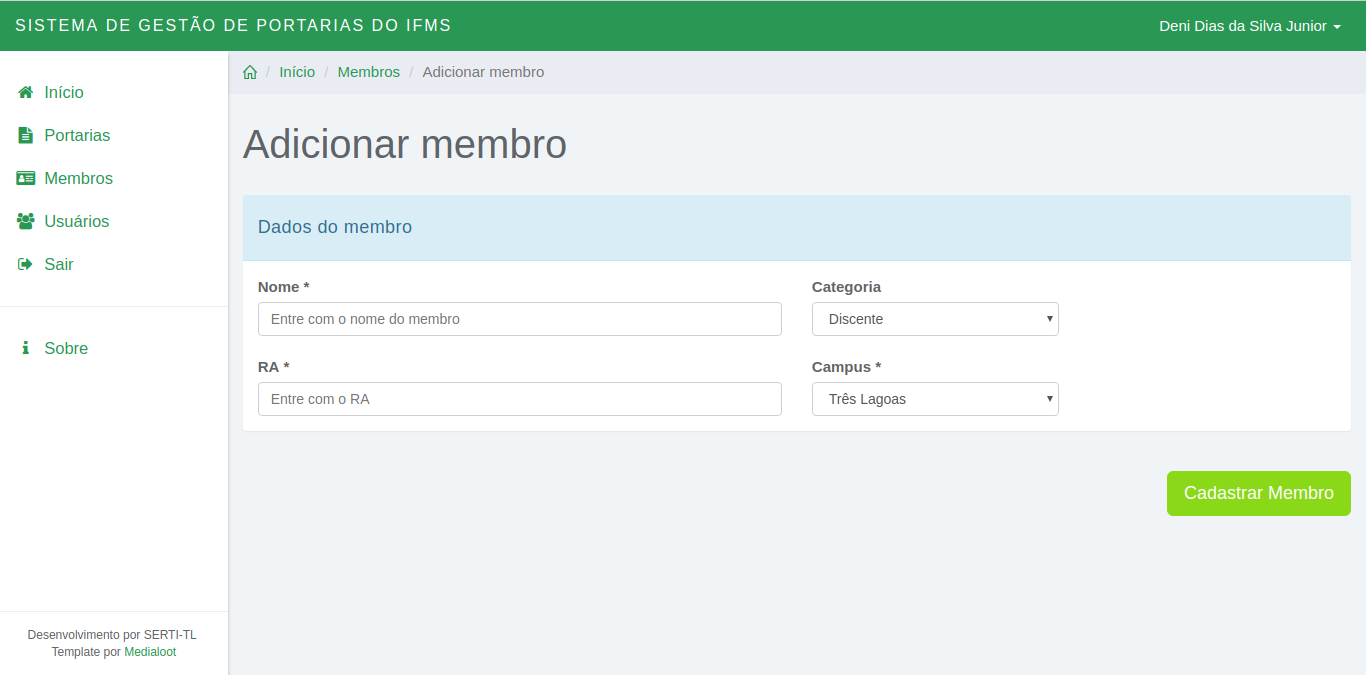 SISTEMA DE GESTÃO DE PORTARIAS DO IFMS
Deni Dias da Silva Junior
Início
Portarias
Membros
Usuários
Sair
Sobre
Desenvolvimento por SERTI-TL
Template por Medialoot
/ Início / Membros / Adicionar membro
Adicionar membro
Dados do membro
Nome *
Entre com o nome do membro
Categoria
Discente
RA *
Entre com o RA
Campus *
Três Lagoas
Cadastrar Membro